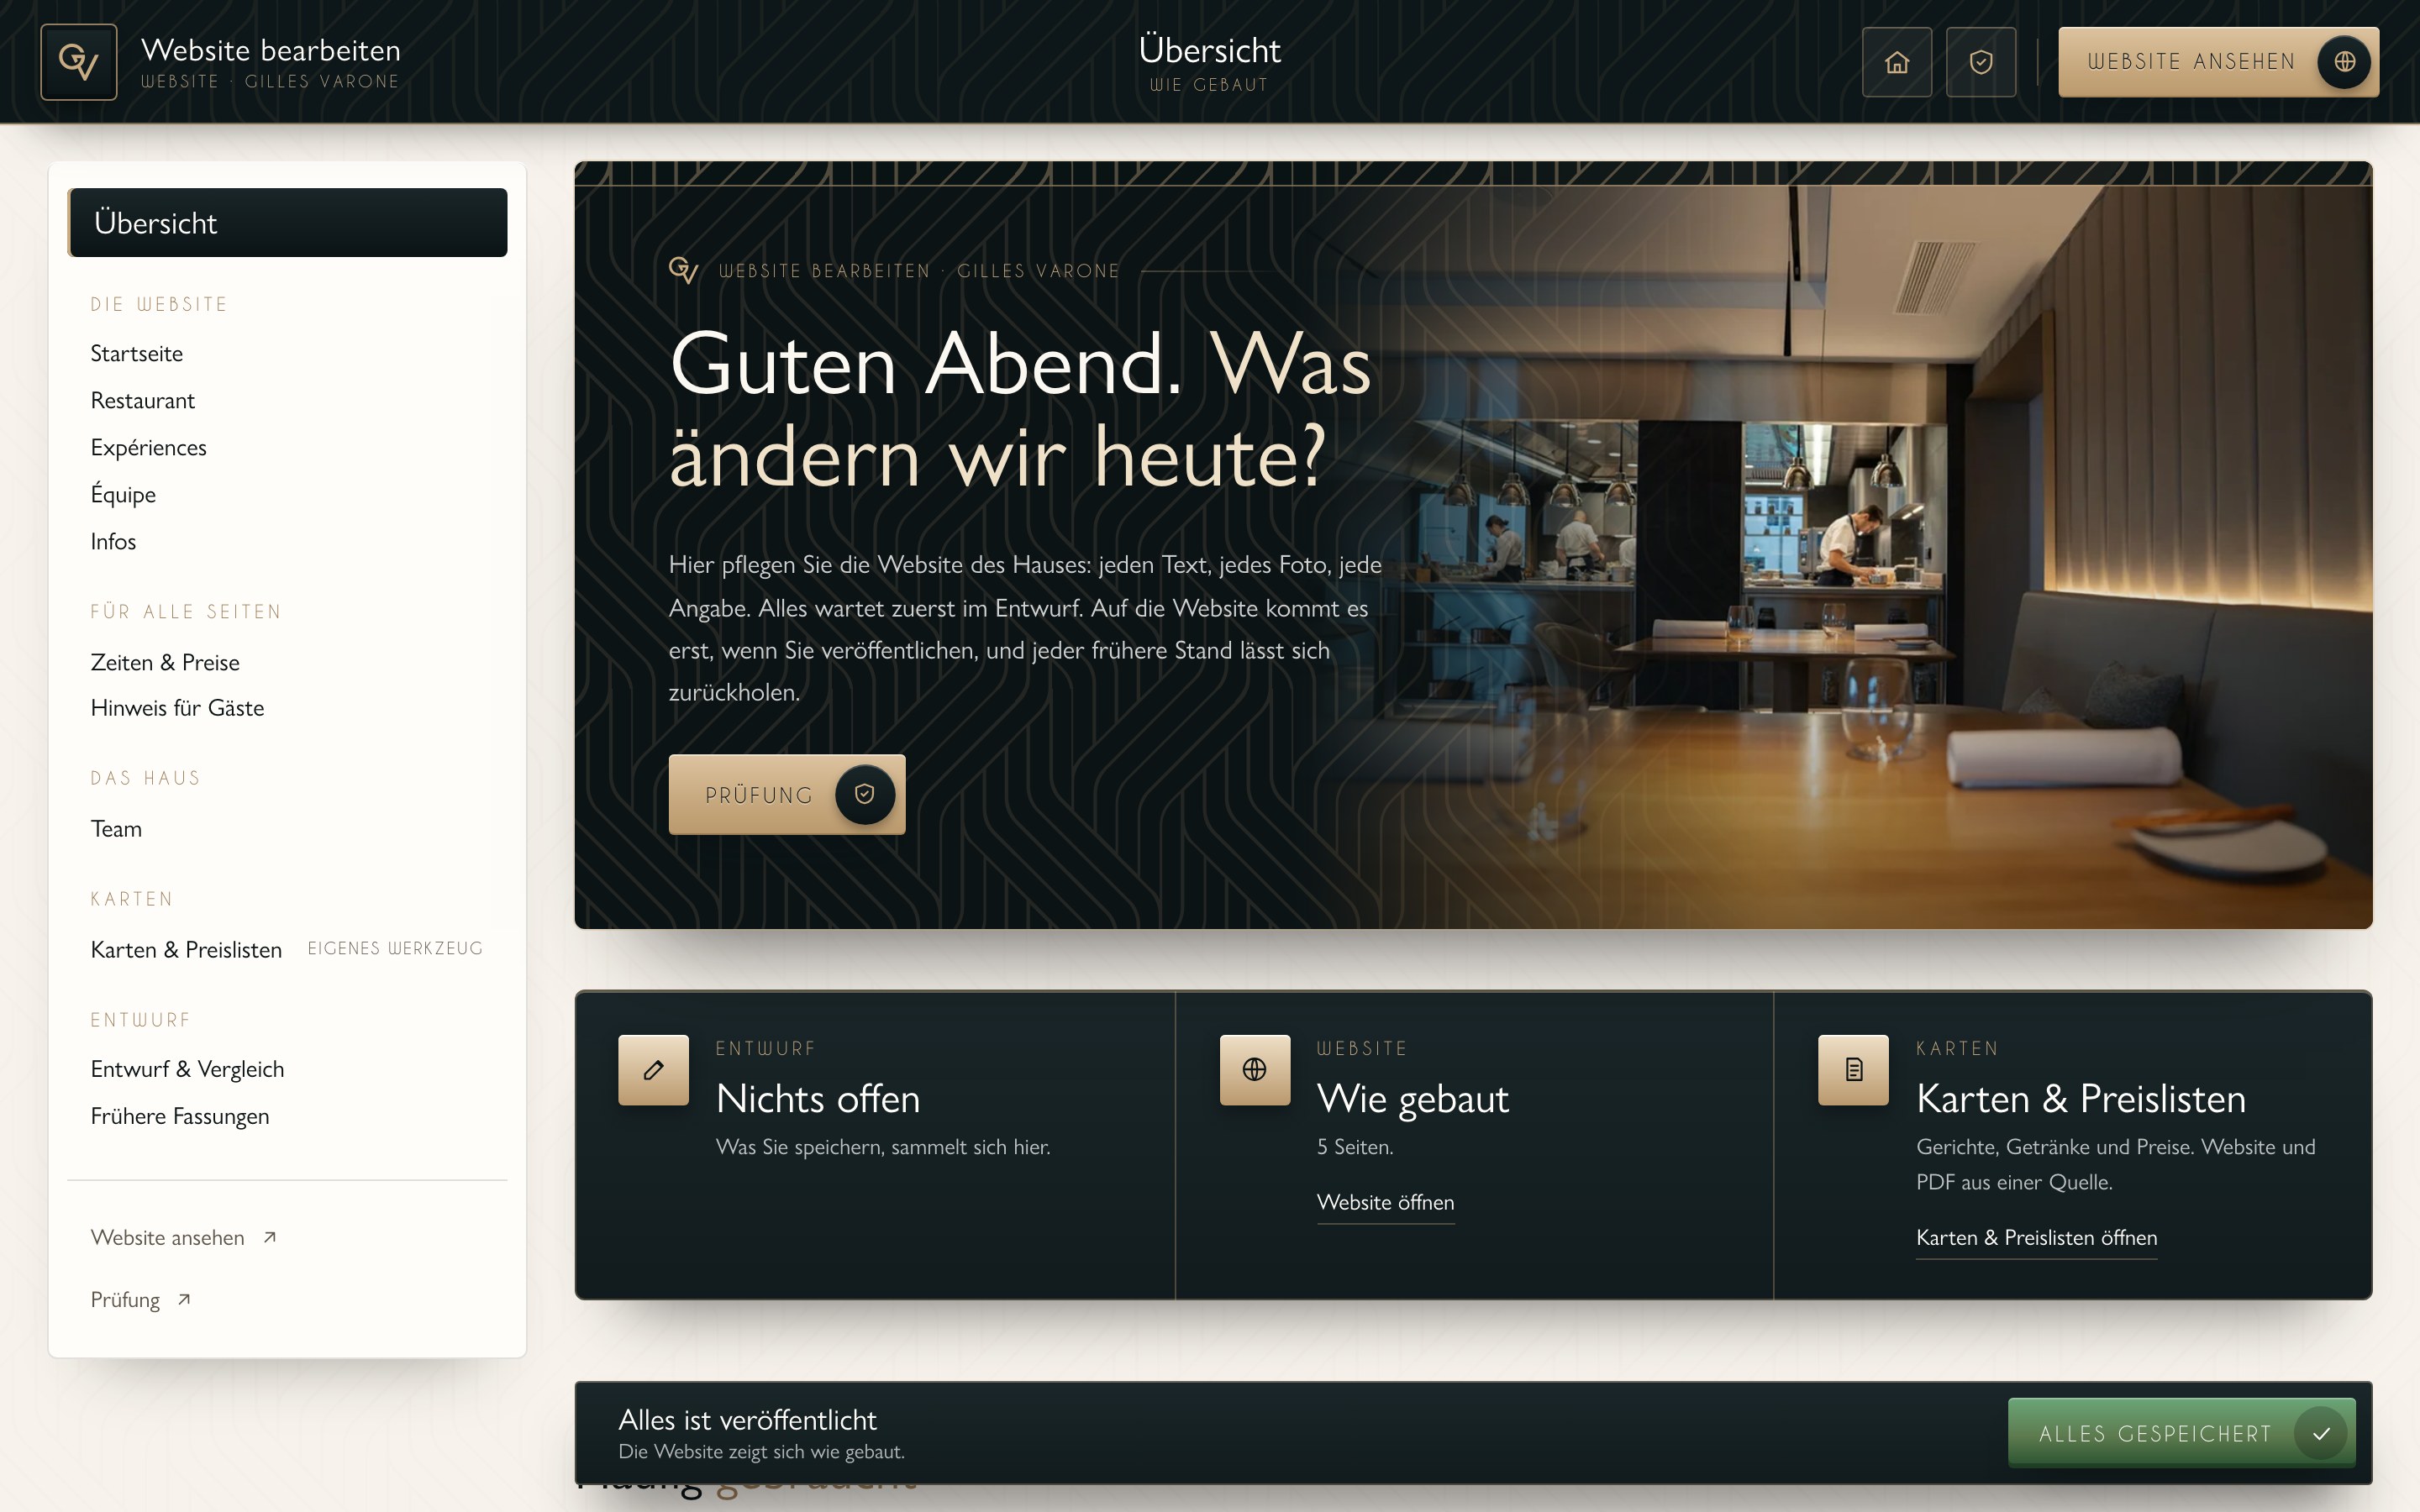 GV
Website bearbeiten
WEBSITE · GILLES VARONE
Übersicht
WIE GEBAUT
WEBSITE ANSEHEN
Übersicht
DIE WEBSITE
Startseite
Restaurant
Expériences
Équipe
Infos
FÜR ALLE SEITEN
Zeiten & Preise
Hinweis für Gäste
DAS HAUS
Team
KARTEN
Karten & Preislisten EIGENES WERKZEUG
ENTWURF
Entwurf & Vergleich
Frühere Fassungen
Website ansehen
Prüfung
GV WEBSITE BEARBEITEN · GILLES VARONE
Guten Abend. Was
ändern wir heute?
Hier pflegen Sie die Website des Hauses: jeden Text, jedes Foto, jede
Angabe. Alles wartet zuerst im Entwurf. Auf die Website kommt es
erst, wenn Sie veröffentlichen, und jeder frühere Stand lässt sich
zurückholen.
PRÜFUNG
ENTWURF
Nichts offen
Was Sie speichern, sammelt sich hier.
WEBSITE
Wie gebaut
5 Seiten.
Website öffnen
KARTEN
Karten & Preislisten
Gerichte, Getränke und Preise. Website und
PDF aus einer Quelle.
Karten & Preislisten öffnen
Alles ist veröffentlicht
Die Website zeigt sich wie gebaut.
ALLES GESPEICHERT